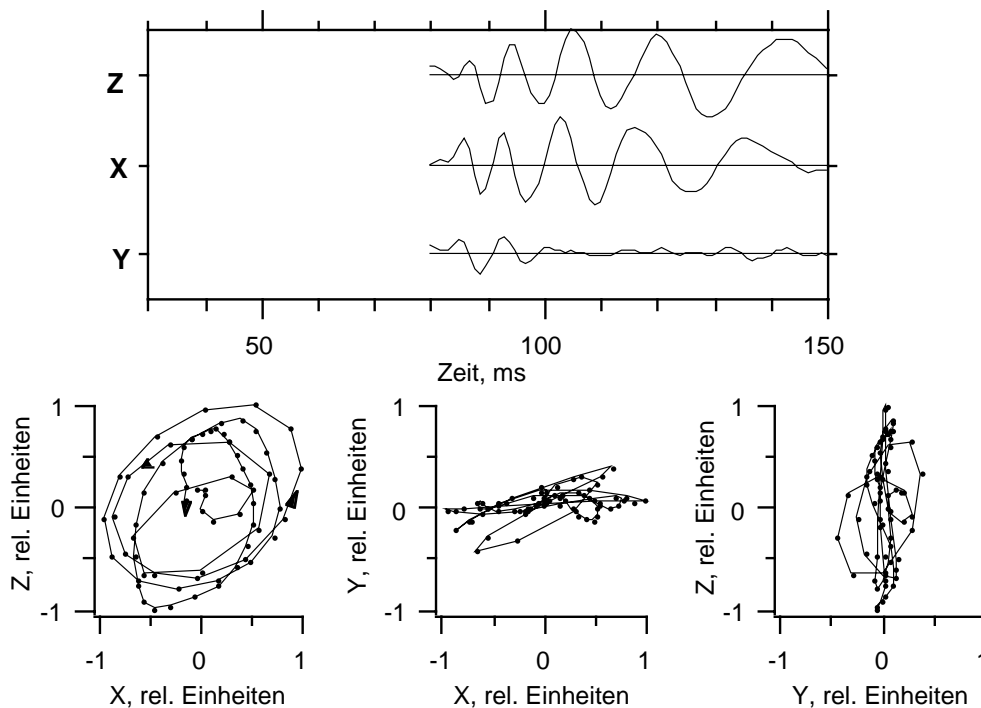 Z
X
Y
50 100 150
Zeit, ms
Z, rel. Einheiten
1
0
-1
-1 0 1
X, rel. Einheiten
Y, rel. Einheiten
1
0
-1
-1 0 1
X, rel. Einheiten
Z, rel. Einheiten
1
0
-1
-1 0 1
Y, rel. Einheiten